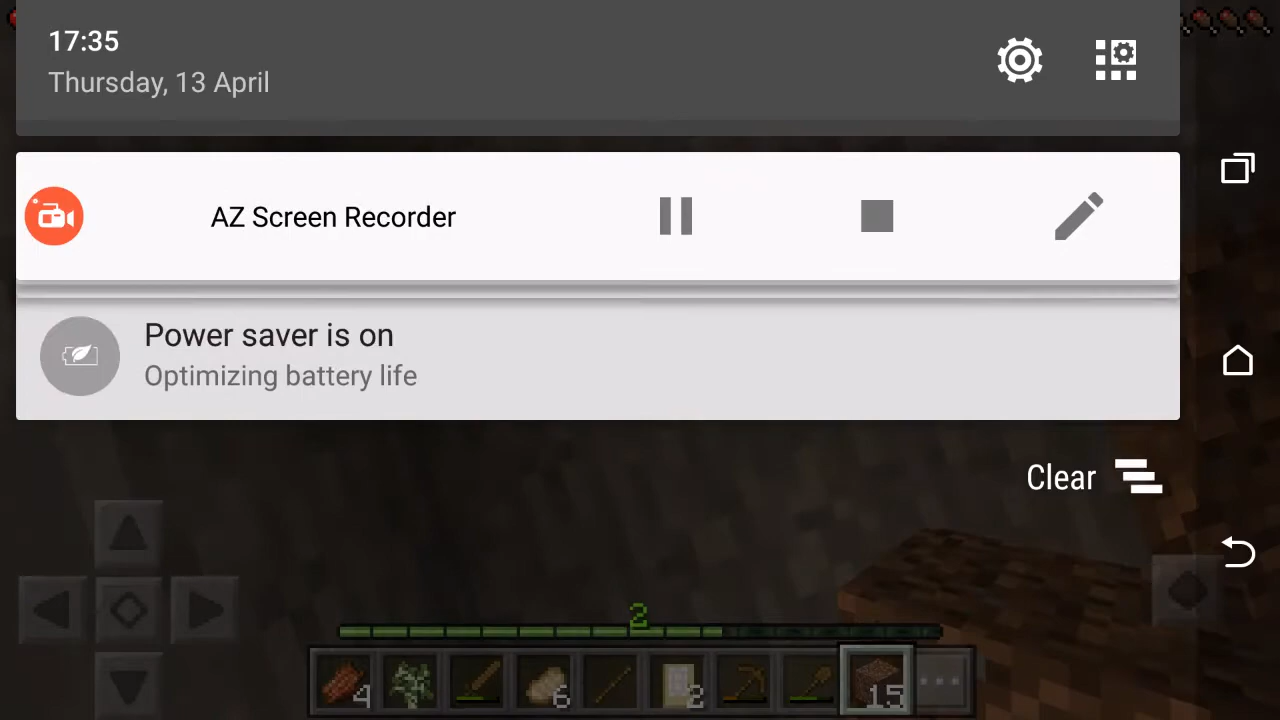 17:35
Thursday, 13 April
AZ Screen Recorder
Power saver is on
Optimizing battery life
Clear
2
4
6
2
15